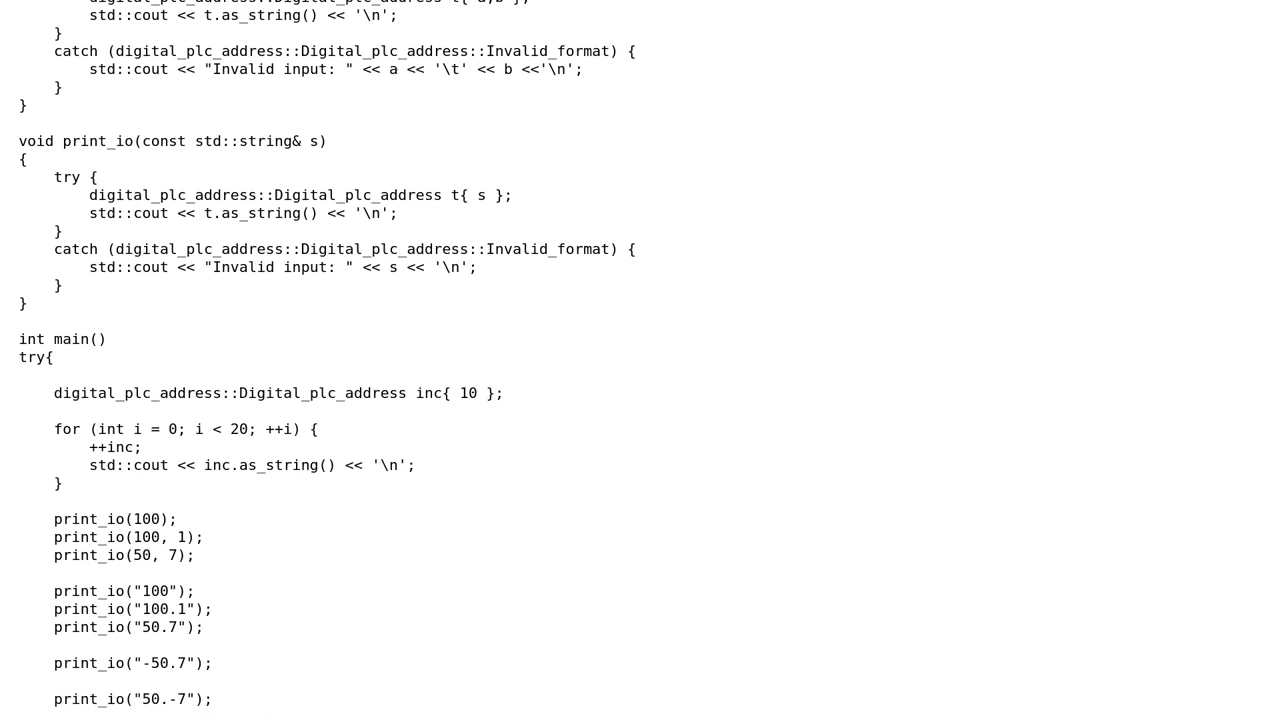 digital_plc_address::Digital_plc_address t{ a,b };
std::cout << t.as_string() << '\n';
}
catch (digital_plc_address::Digital_plc_address::Invalid_format) {
std::cout << "Invalid input: " << a << '\t' << b <<'\n';
}
}
void print_io(const std::string& s)
{
try {
digital_plc_address::Digital_plc_address t{ s };
std::cout << t.as_string() << '\n';
}
catch (digital_plc_address::Digital_plc_address::Invalid_format) {
std::cout << "Invalid input: " << s << '\n';
}
}
int main()
try{
digital_plc_address::Digital_plc_address inc{ 10 };
for (int i = 0; i < 20; ++i) {
++inc;
std::cout << inc.as_string() << '\n';
}
print_io(100);
print_io(100, 1);
print_io(50, 7);
print_io("100");
print_io("100.1");
print_io("50.7");
print_io("-50.7");
print_io("50.-7");